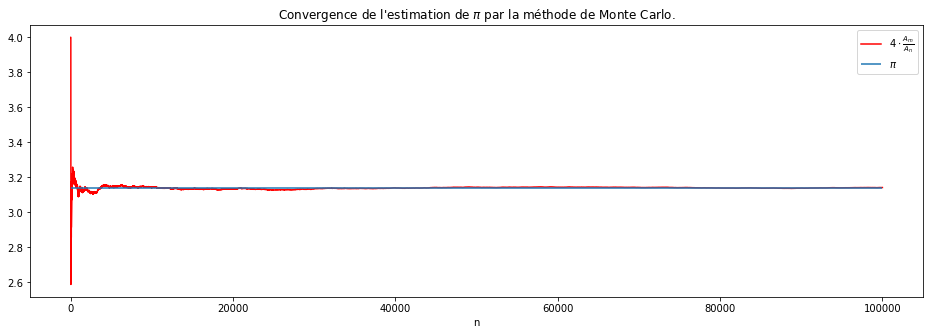 Convergence de l'estimation de π par la méthode de Monte Carlo.
4.0
3.8
3.6
3.4
3.2
3.0
2.8
2.6
0 20000 40000 60000 80000 100000
n
4 · A_m/A_n
π